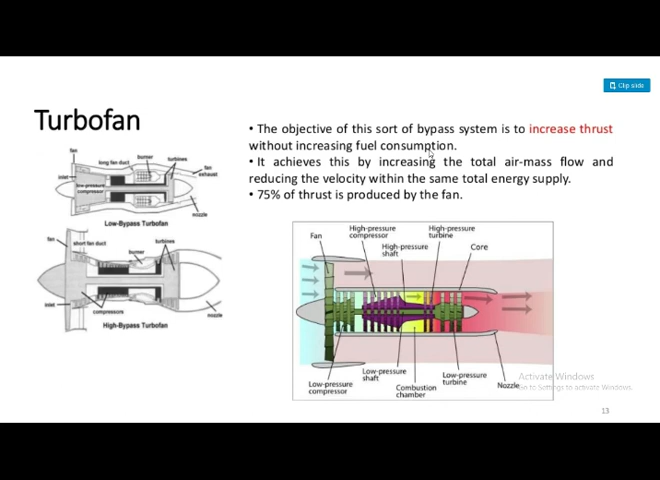 Clip slide
Turbofan
• The objective of this sort of bypass system is to increase thrust
without increasing fuel consumption.
• It achieves this by increasing the total air-mass flow and
reducing the velocity within the same total energy supply.
• 75% of thrust is produced by the fan.
fan
long fan duct
burner
turbines
fan
exhaust
inlet
low-pressure
compressor
nozzle
Low-Bypass Turbofan
fan
short fan duct
burner
turbines
inlet
compressors
nozzle
High-Bypass Turbofan
Fan
High-pressure
compressor
High-pressure
turbine
High-pressure
shaft
Core
Low-pressure
compressor
Low-pressure
shaft
Combustion
chamber
Low-pressure
turbine
Nozzle
Activate Windows
Go to Settings to activate Windows.
13